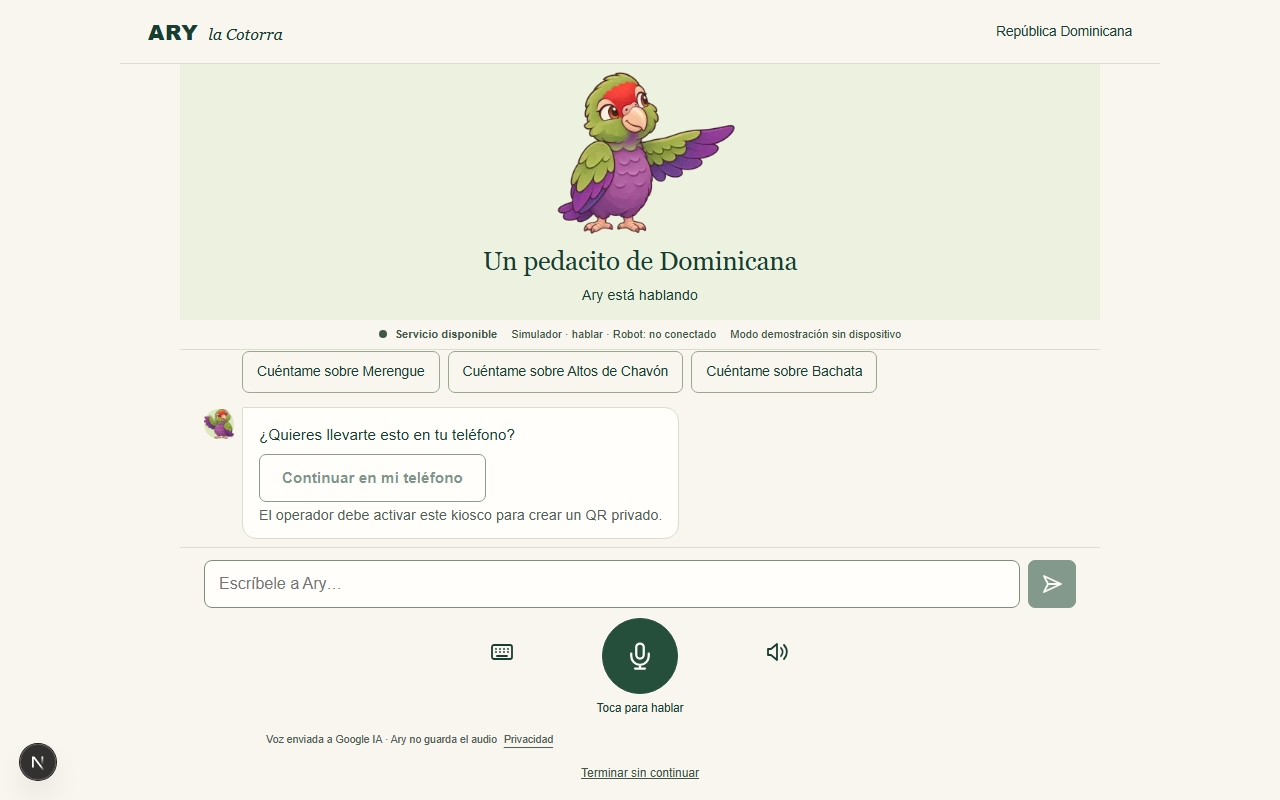 ARY la Cotorra
República Dominicana
Un pedacito de Dominicana
Ary está hablando
Servicio disponible Simulador · hablar · Robot: no conectado Modo demostración sin dispositivo
Cuéntame sobre Merengue
Cuéntame sobre Altos de Chavón
Cuéntame sobre Bachata
¿Quieres llevarte esto en tu teléfono?
Continuar en mi teléfono
El operador debe activar este kiosco para crear un QR privado.
Escríbele a Ary...
Toca para hablar
Voz enviada a Google IA · Ary no guarda el audio Privacidad
N
Terminar sin continuar